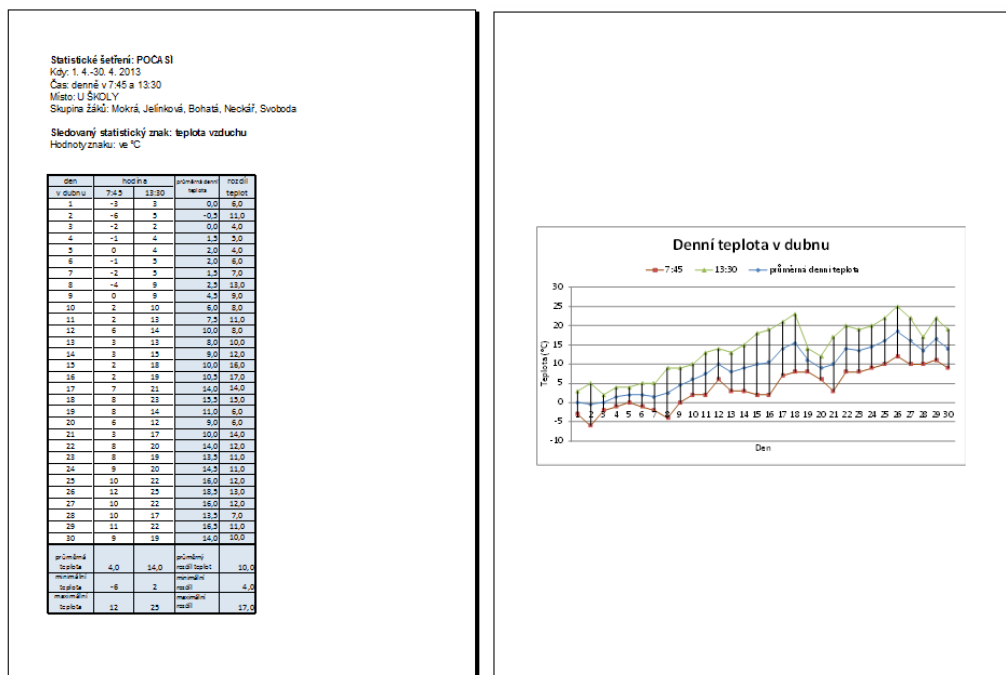 Statistické šetření: POČASÍ
Kdy: 1. 4.-30. 4. 2013
Čas: denně v 7:45 a 13:30
Místo: U ŠKOLY
Skupina žáků: Mokrá, Jelínková, Bohatá, Neckář, Svoboda
Sledovaný statistický znak: teplota vzduchu
Hodnoty znaku: ve °C
den hodina průměrná denní rozdíl
v dubnu 7:45 13:30 teplota teplot
1 -3 3 0,0 6,0
2 -6 5 -0,5 11,0
3 -2 2 0,0 4,0
4 -1 4 1,5 5,0
5 0 4 2,0 4,0
6 -1 5 2,0 6,0
7 -2 5 1,5 7,0
8 -4 9 2,5 13,0
9 0 9 4,5 9,0
10 2 10 6,0 8,0
11 2 13 7,5 11,0
12 6 14 10,0 8,0
13 3 13 8,0 10,0
14 3 15 9,0 12,0
15 2 18 10,0 16,0
16 2 19 10,5 17,0
17 7 21 14,0 14,0
18 8 23 15,5 15,0
19 8 14 11,0 6,0
20 6 12 9,0 6,0
21 3 17 10,0 14,0
22 8 20 14,0 12,0
23 8 19 13,5 11,0
24 9 20 14,5 11,0
25 10 22 16,0 12,0
26 12 25 18,5 13,0
27 10 22 16,0 12,0
28 10 17 13,5 7,0
29 11 22 16,5 11,0
30 9 19 14,0 10,0
průměrná průměrný
teplota 4,0 14,0 rozdíl teplot 10,0
minimální minimální
teplota -6 2 rozdíl 4,0
maximální maximální
teplota 12 25 rozdíl 17,0
Denní teplota v dubnu
7:45 13:30 průměrná denní teplota
Teplota (°C)
30
25
20
15
10
5
0
-5
-10
1 2 3 4 5 6 7 8 9 10 11 12 13 14 15 16 17 18 19 20 21 22 23 24 25 26 27 28 29 30
Den